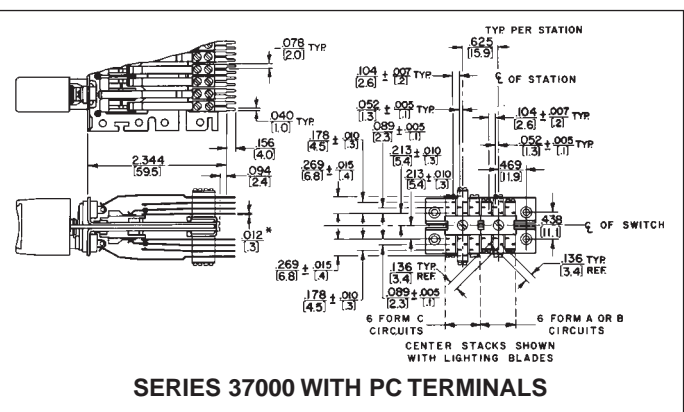 TYP. PER STATION
.625
[15.9]
.078 TYP.
[2.0]
.104 ± .007 TYP.
[2.6] [.2]
℄ OF STATION
.052 ± .005 TYP.
[1.3] [.1]
.104 ± .007
[2.6] [.2]
.040 TYP.
[1.0]
.089 ± .005
[2.3] [.1]
.178 ± .010
[4.5] [.3]
.052 ± .005 TYP.
[1.3] [.1]
.156
[4.0]
.213 ± .010
[5.4] [.3]
2.344
[59.5]
.269 ± .015
[6.8] [.4]
.469
[11.9]
.094
[2.4]
.213 ± .010
[5.4] [.3]
.438
[11.1]
℄ OF SWITCH
.012 *
[.3]
.269 ± .015
[6.8] [.4]
.136 TYP.
[3.4] REF.
.136 TYP.
[3.4] REF.
.178 ± .010
[4.5] [.3]
.089 ± .005
[2.3] [.1]
6 FORM C
CIRCUITS
6 FORM A OR B
CIRCUITS
CENTER STACKS SHOWN
WITH LIGHTING BLADES
SERIES 37000 WITH PC TERMINALS